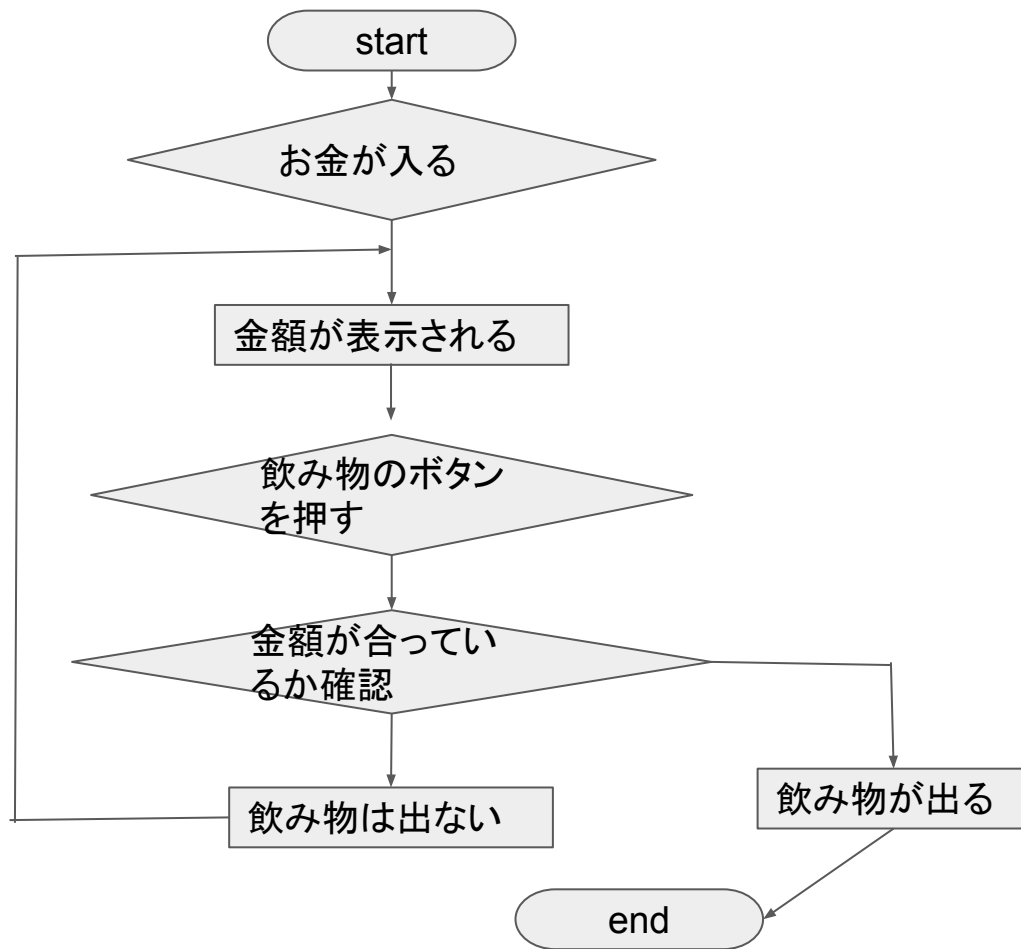 start
お金が入る
金額が表示される
飲み物のボタン
を押す
金額が合ってい
るか確認
飲み物は出ない
飲み物が出る
end